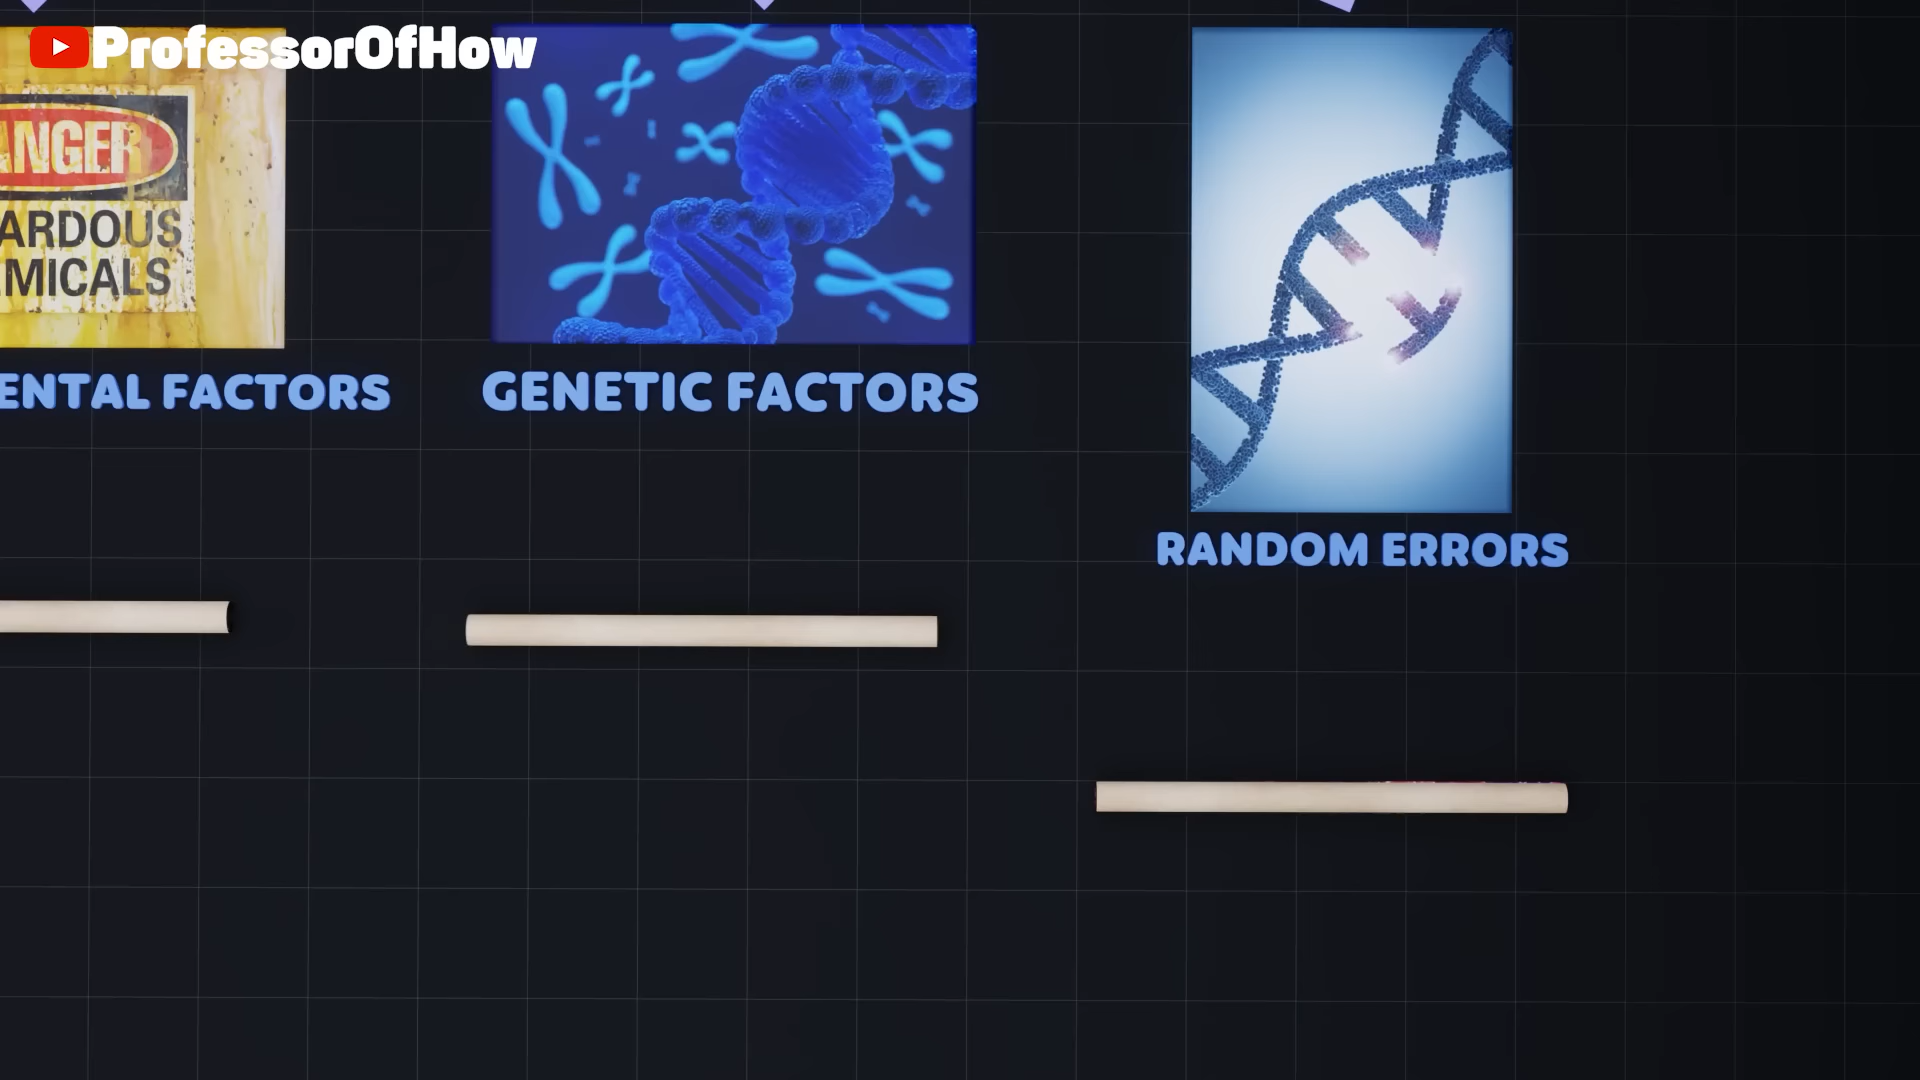 ProfessorOfHow
ANGER
ARDOUS
MICALS
ENTAL FACTORS
GENETIC FACTORS
RANDOM ERRORS